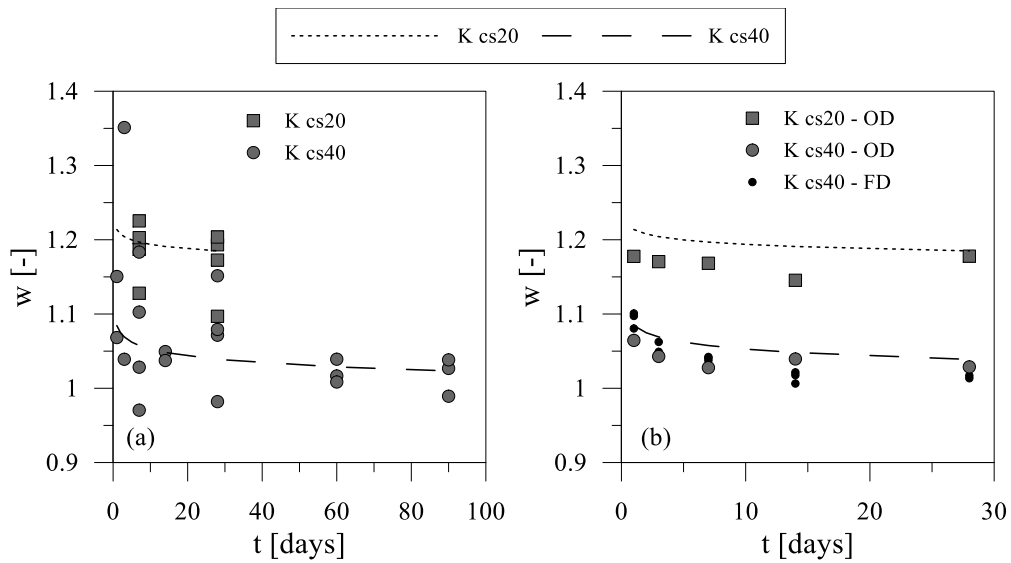 K cs20 K cs40
1.4
1.3
1.2
1.1
1
0.9
w [-]
K cs20
K cs40
(a)
0 20 40 60 80 100
t [days]
1.4
1.3
1.2
1.1
1
0.9
w [-]
K cs20 - OD
K cs40 - OD
K cs40 - FD
(b)
0 10 20 30
t [days]